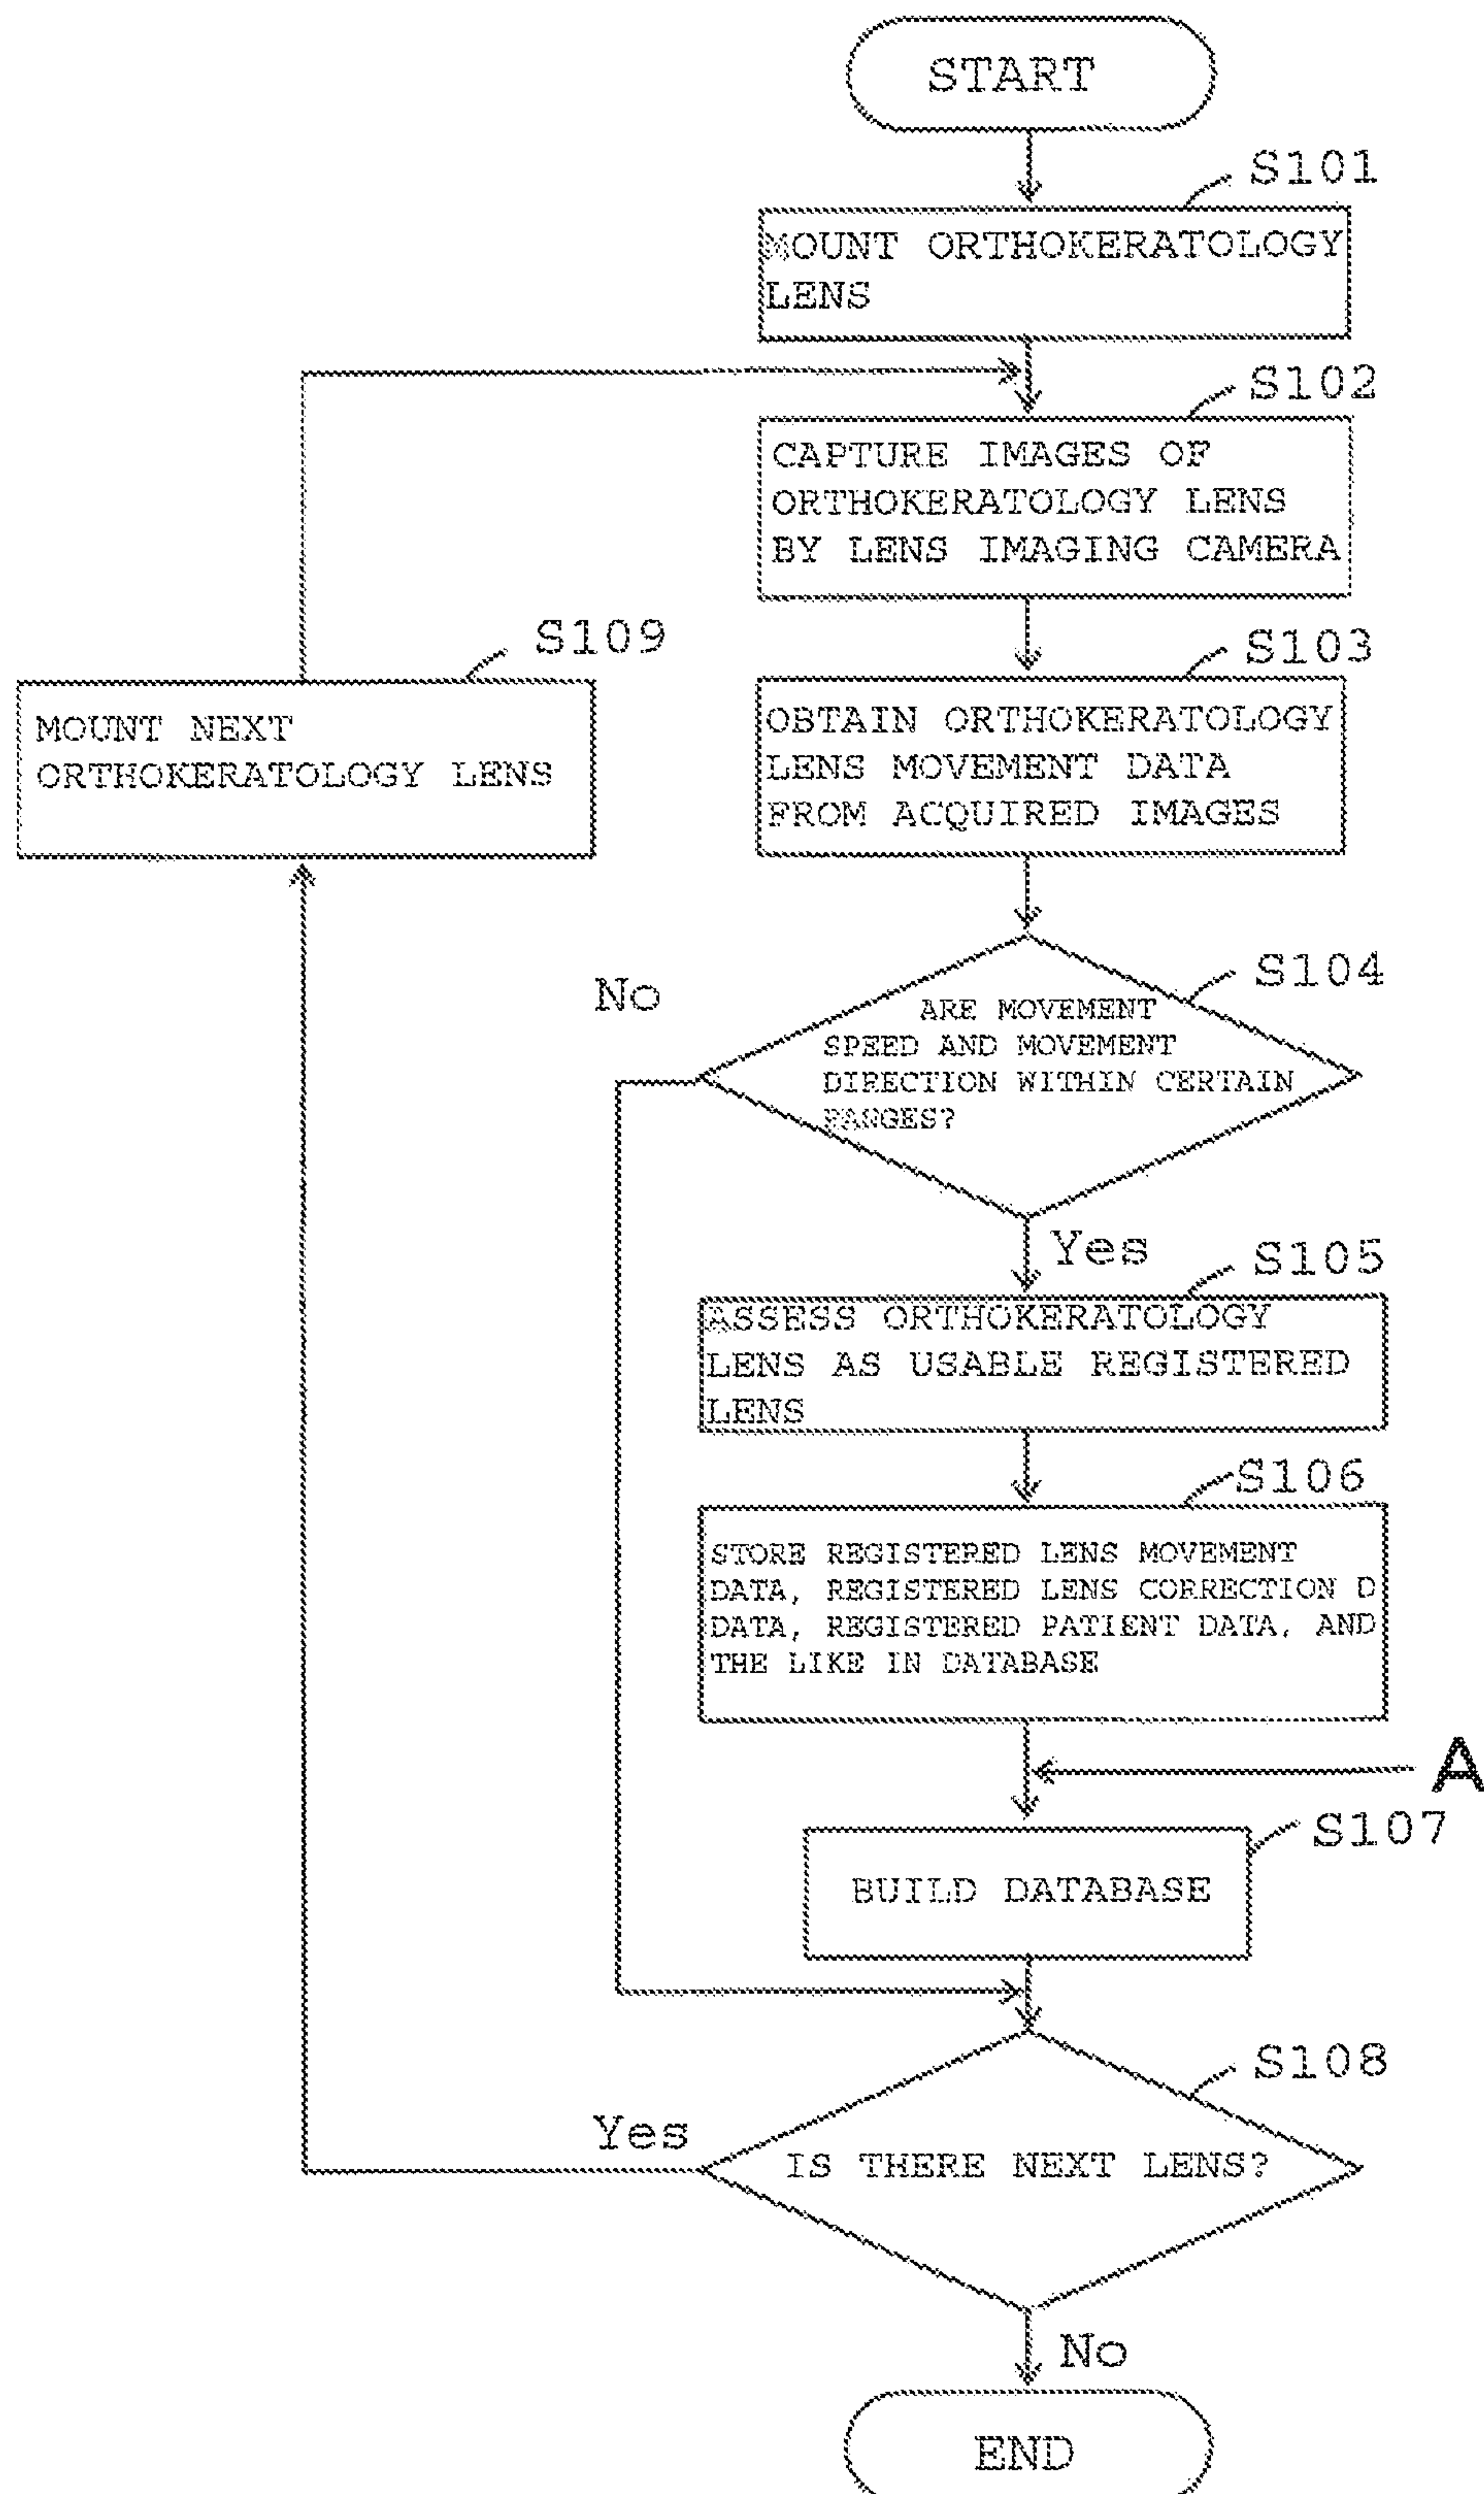 START
S101
MOUNT ORTHOKERATOLOGY
LENS
S102
CAPTURE IMAGES OF
ORTHOKERATOLOGY LENS
BY LENS IMAGING CAMERA
S109
MOUNT NEXT
ORTHOKERATOLOGY LENS
S103
OBTAIN ORTHOKERATOLOGY
LENS MOVEMENT DATA
FROM ACQUIRED IMAGES
No
S104
ARE MOVEMENT
SPEED AND MOVEMENT
DIRECTION WITHIN CERTAIN
RANGES?
Yes
S105
ASSESS ORTHOKERATOLOGY
LENS AS USABLE REGISTERED
LENS
S106
STORE REGISTERED LENS MOVEMENT
DATA, REGISTERED LENS CORRECTION D
DATA, REGISTERED PATIENT DATA, AND
THE LIKE IN DATABASE
A
S107
BUILD DATABASE
S108
Yes
IS THERE NEXT LENS?
No
END